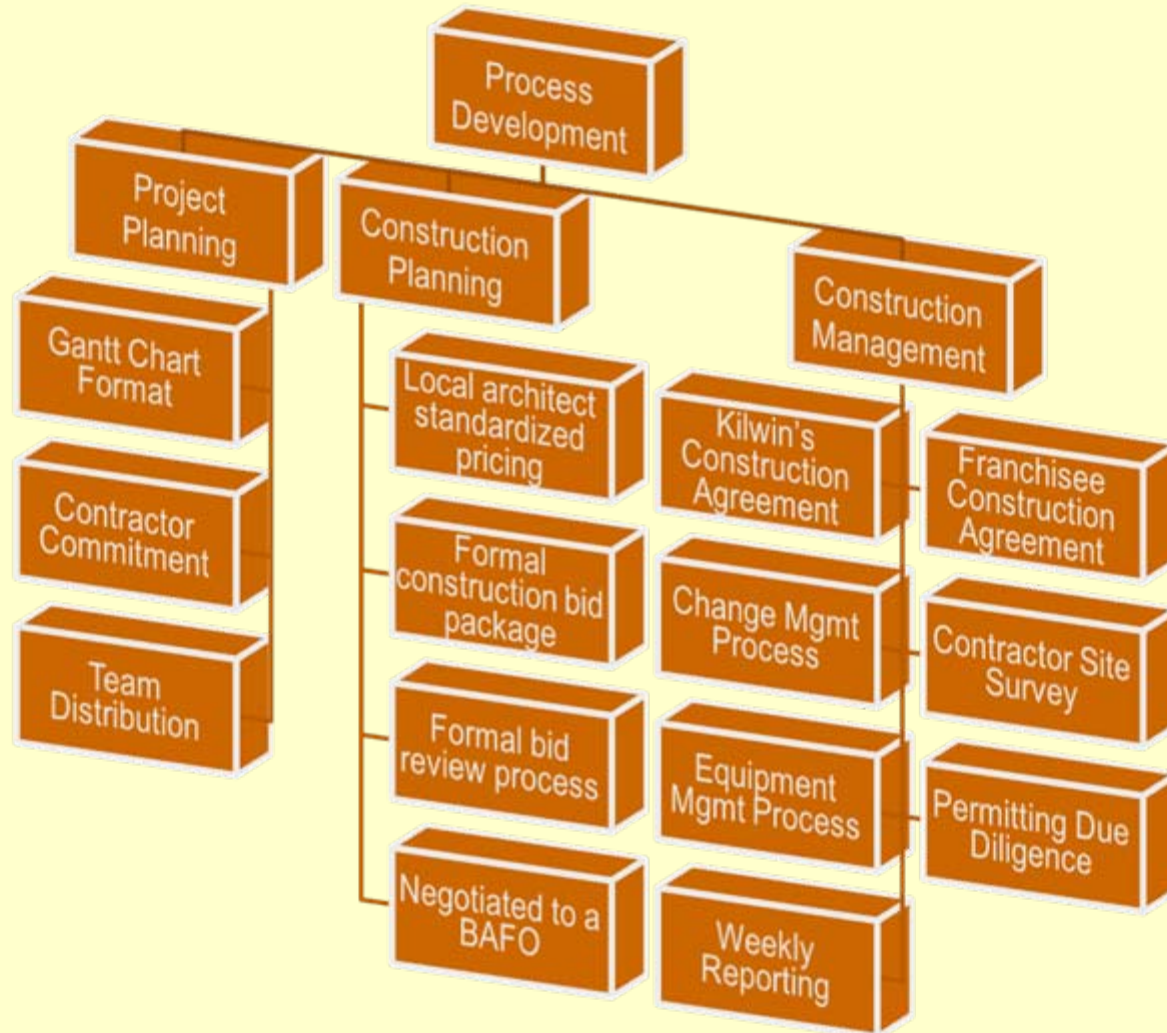 Process
Development
Project
Planning
Construction
Planning
Construction
Management
Gantt Chart
Format
Contractor
Commitment
Team
Distribution
Local architect
standardized
pricing
Formal
construction bid
package
Formal bid
review process
Negotiated to a
BAFO
Kilwin's
Construction
Agreement
Franchisee
Construction
Agreement
Change Mgmt
Process
Contractor Site
Survey
Equipment
Mgmt Process
Permitting Due
Diligence
Weekly
Reporting